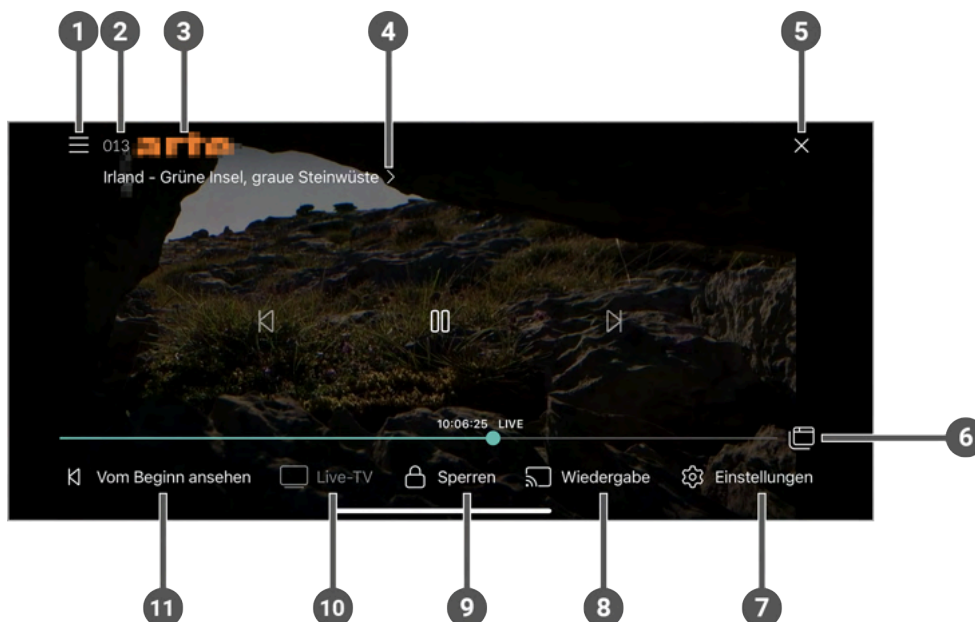 1 2 3 4 5
013 arte
Irland - Grüne Insel, graue Steinwüste
10:06:25 LIVE
6
Vom Beginn ansehen Live-TV Sperren Wiedergabe Einstellungen
11 10 9 8 7